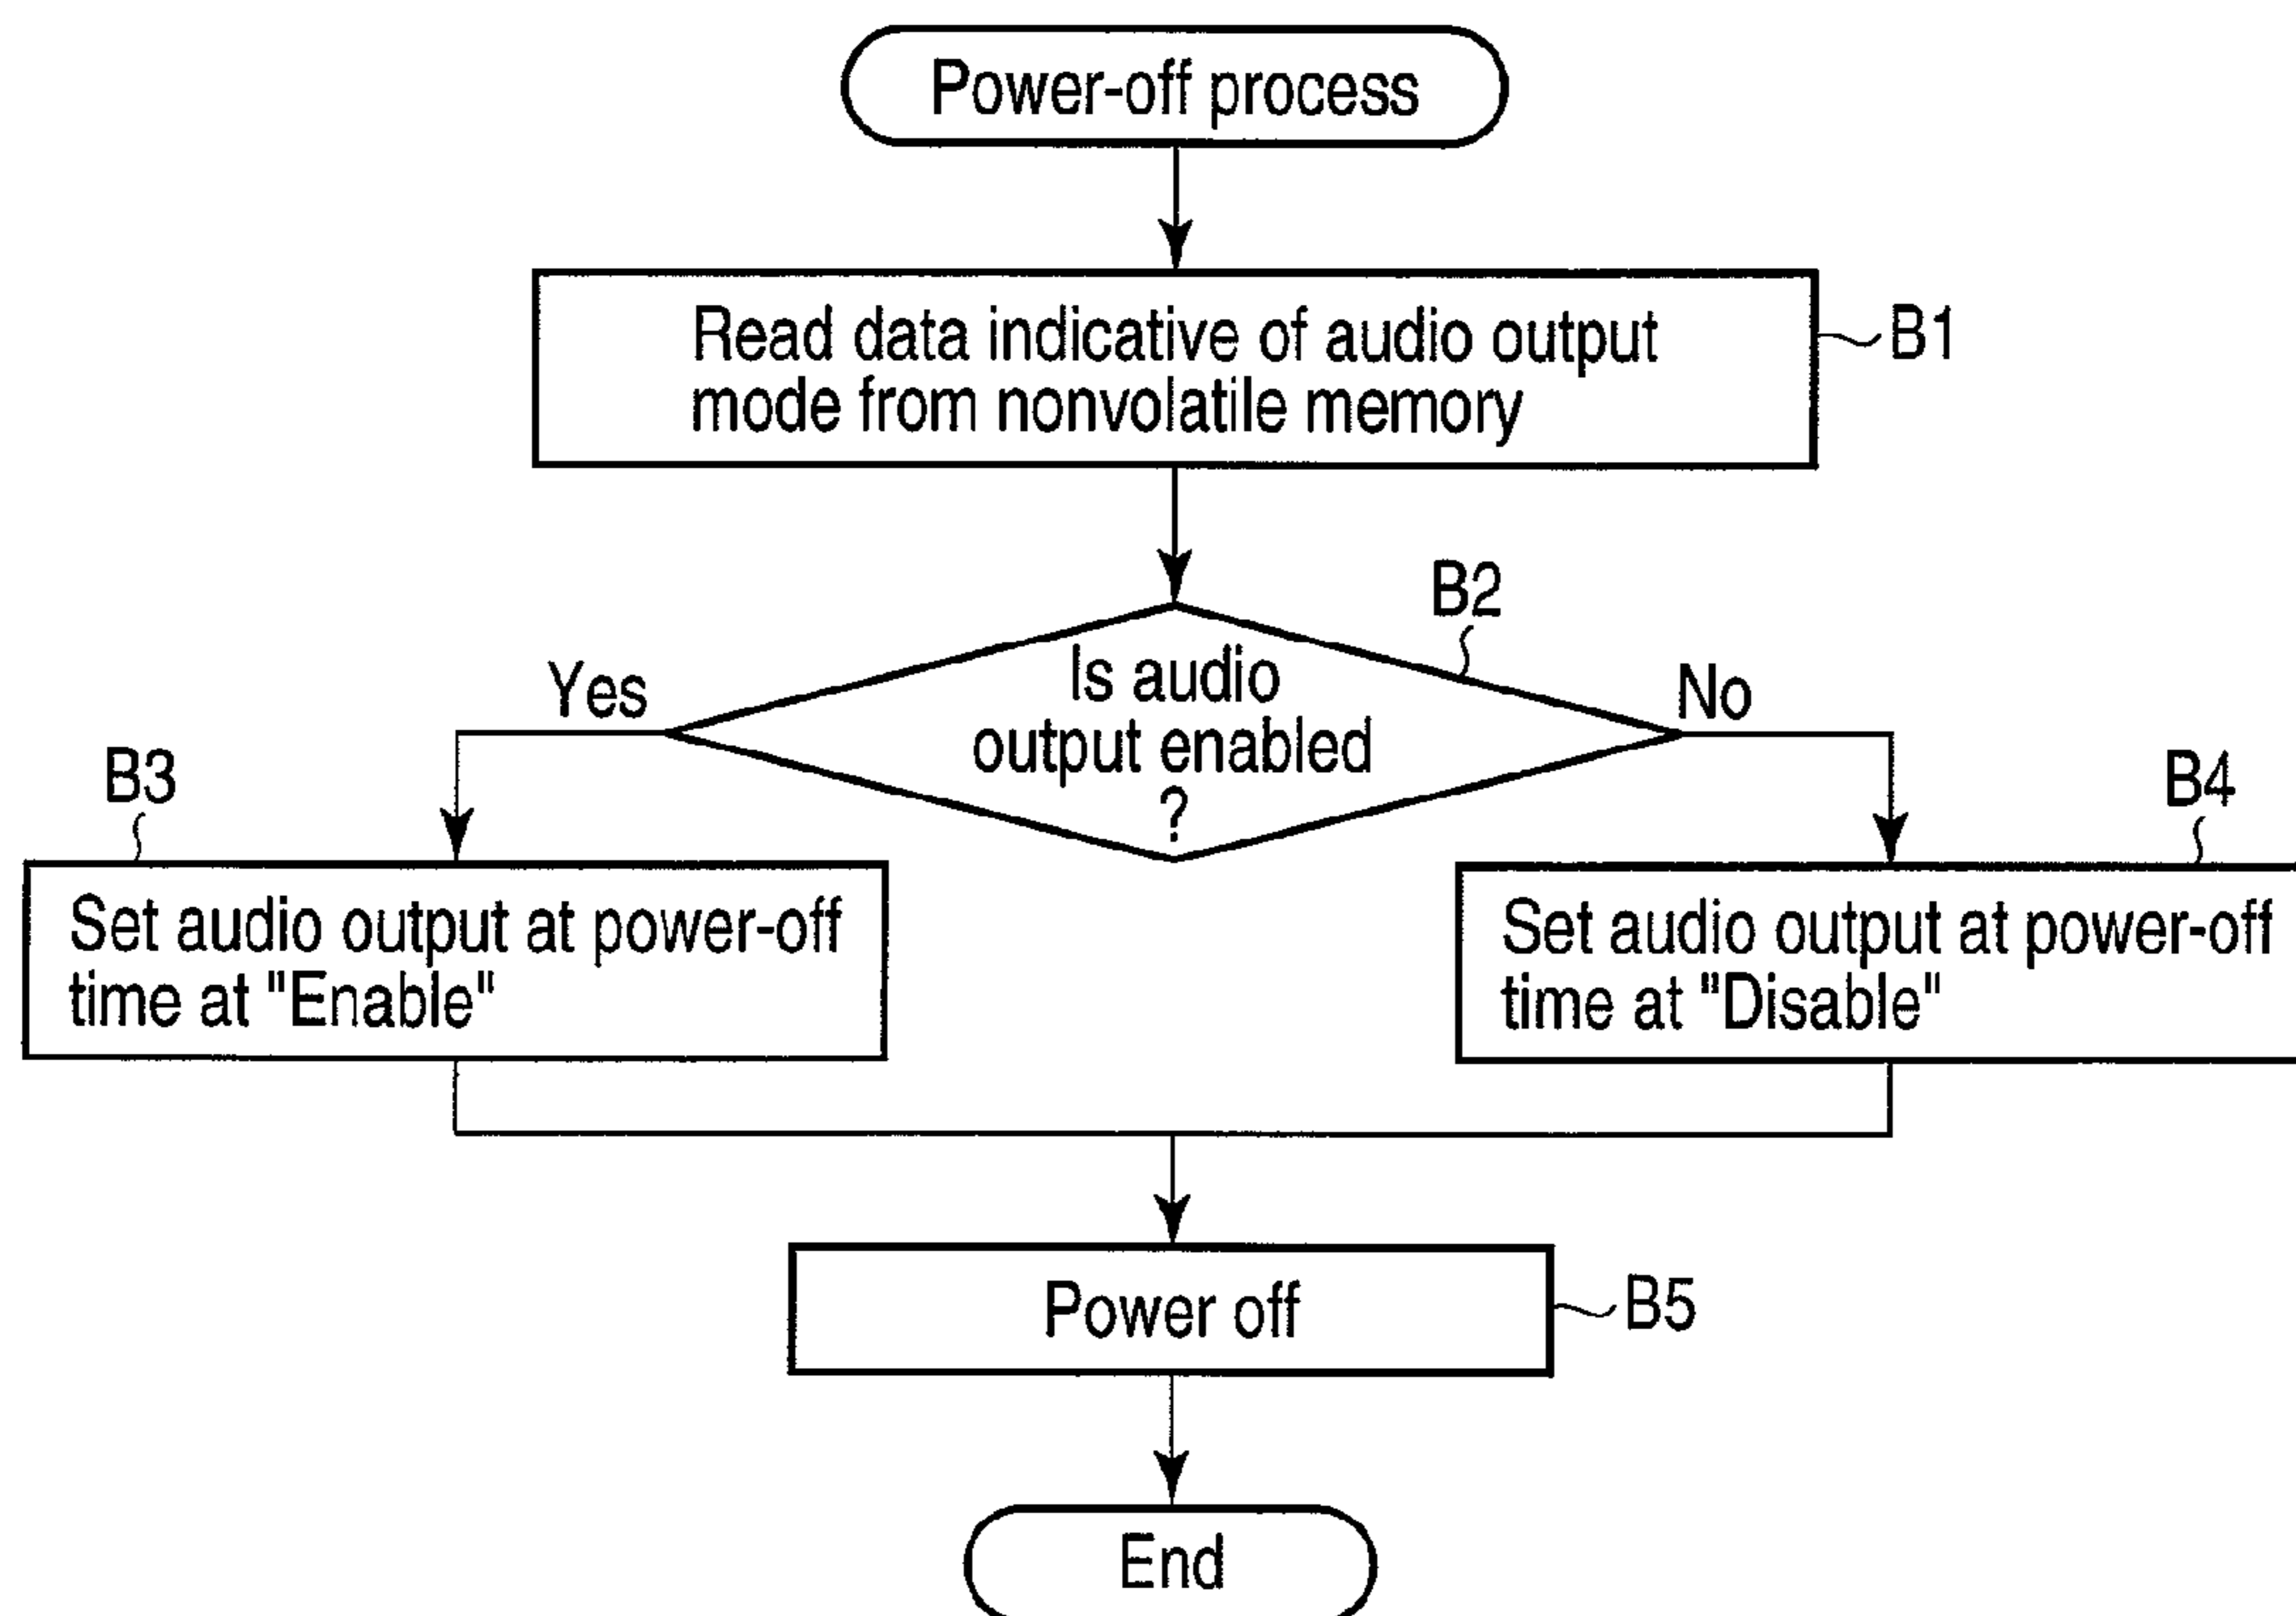 Power-off process
Read data indicative of audio output
mode from nonvolatile memory
B1
B2
Is audio
output enabled
?
Yes
No
B3
Set audio output at power-off
time at "Enable"
B4
Set audio output at power-off
time at "Disable"
Power off
B5
End